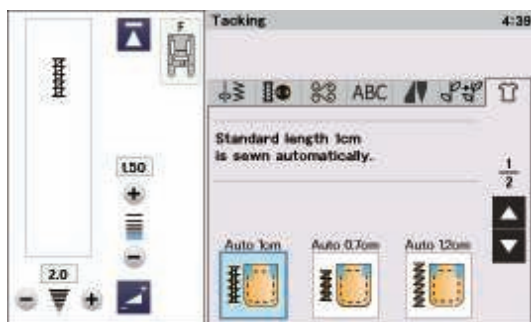 F
Tacking
4:39
ABC
Standard length 1cm
is sewn automatically.
1
2
1.50
Auto 1cm
Auto 0.7cm
Auto 1.2cm
2.0